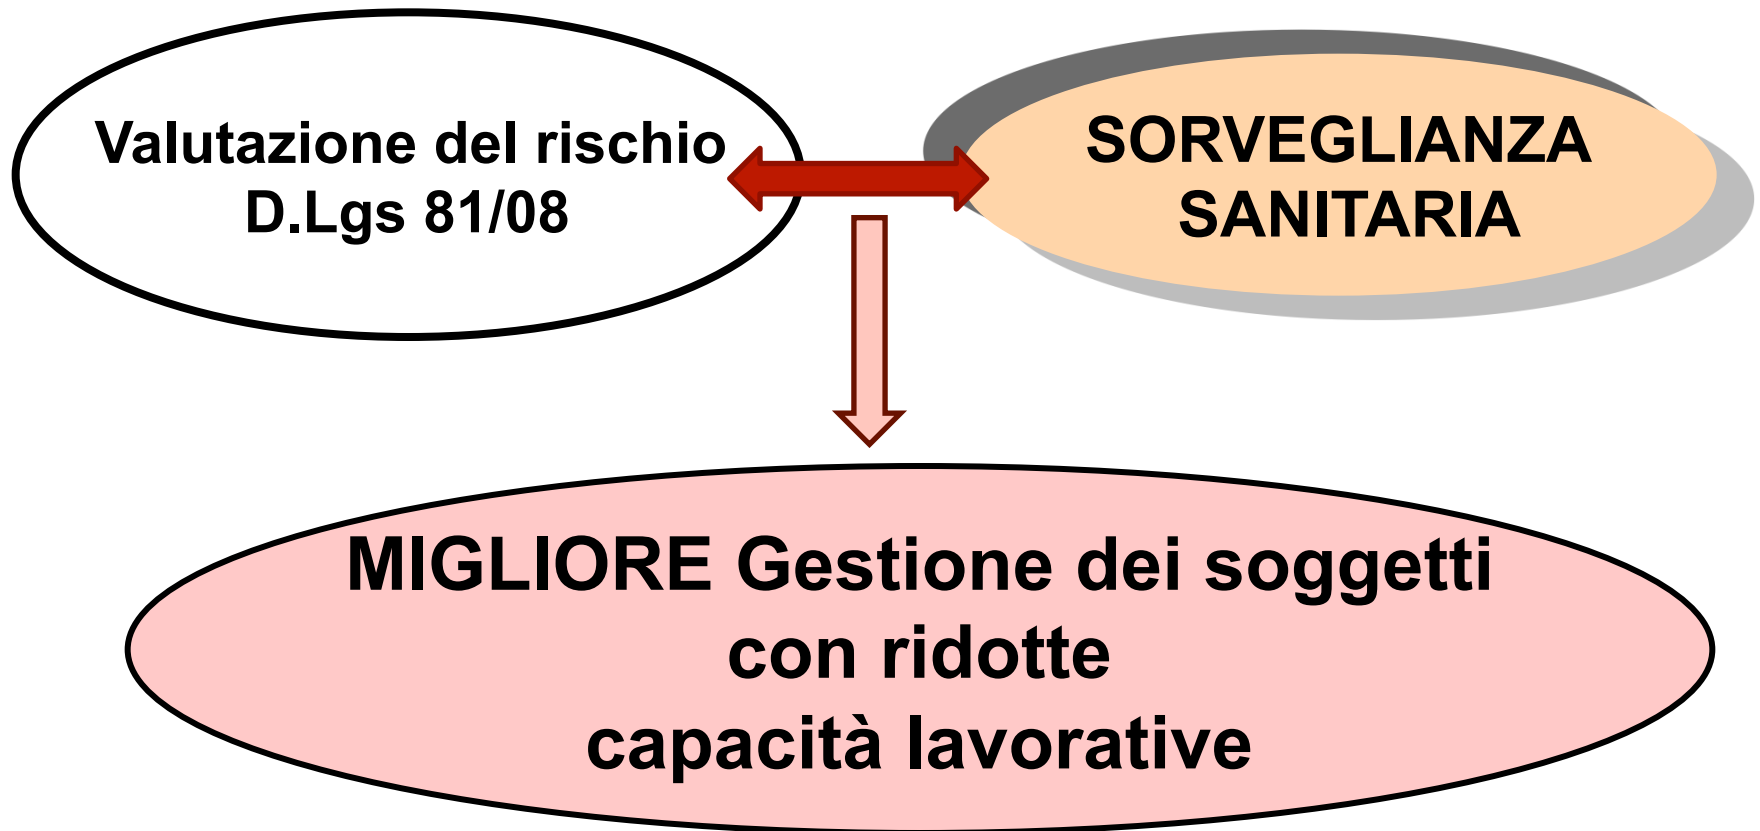 Valutazione del rischio
D.Lgs 81/08
SORVEGLIANZA
SANITARIA
MIGLIORE Gestione dei soggetti
con ridotte
capacità lavorative